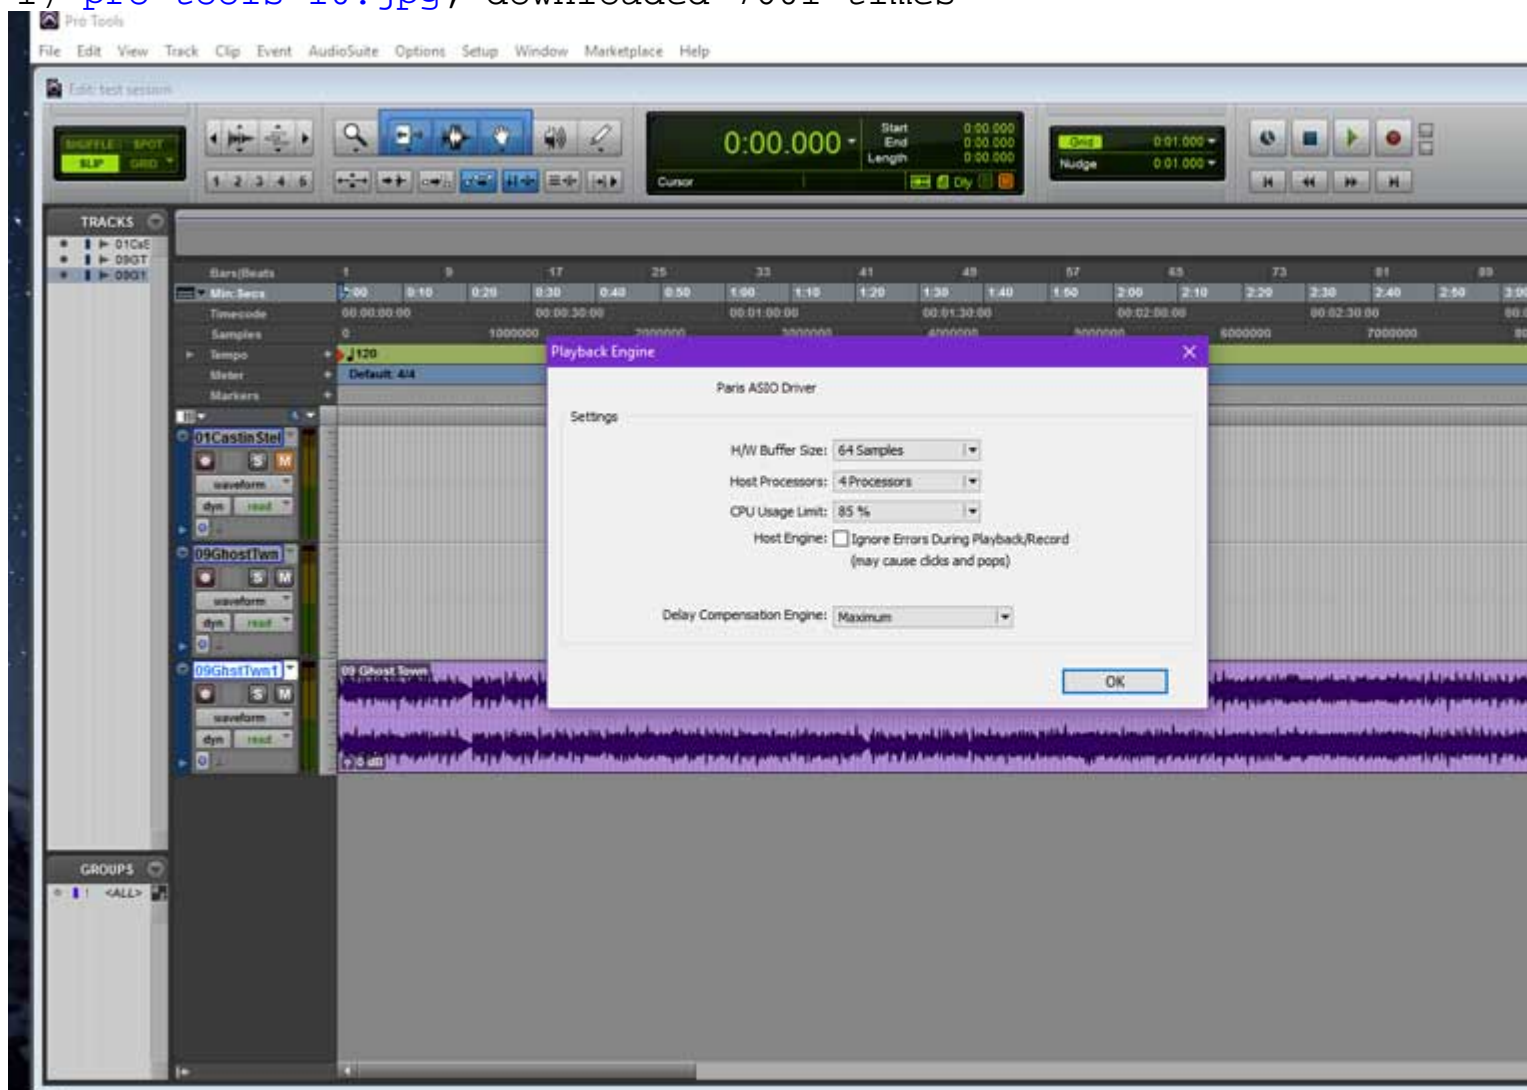 1) pro tools 10.jpg, downloaded 7001 times
Pro Tools
File Edit View Track Clip Event AudioSuite Options Setup Window Marketplace Help
Edit: test session
SHUFFLE SPOT
SLIP GRID
1 2 3 4 5
0:00.000
Start 0:00.000
End 0:00.000
Length 0:00.000
Cursor
Dly
Grid 0:01.000
Nudge 0:01.000
TRACKS
01CaS
09GT
09GT
Bars|Beats 1 9 17 25 33 41 49 57 65 73 81 89
Min:Secs 0:00 0:10 0:20 0:30 0:40 0:50 1:00 1:10 1:20 1:30 1:40 1:50 2:00 2:10 2:20 2:30 2:40 2:50 3:00
Timecode 00:00:00:00 00:00:30:00 00:01:00:00 00:01:30:00 00:02:00:00 00:02:30:00
Samples 0 1000000 2000000 3000000 4000000 5000000 6000000 7000000
Tempo 120
Meter Default: 4/4
Markers
Playback Engine
Paris ASIO Driver
Settings
H/W Buffer Size: 64 Samples
Host Processors: 4 Processors
CPU Usage Limit: 85 %
Host Engine: Ignore Errors During Playback/Record
(may cause clicks and pops)
Delay Compensation Engine: Maximum
OK
01CastinStel
S M
waveform
dyn read
09GhostTwn
S M
waveform
dyn read
09GhstTwn1
S M
waveform
dyn read
09 Ghost Town
0 dB
GROUPS
! <ALL>